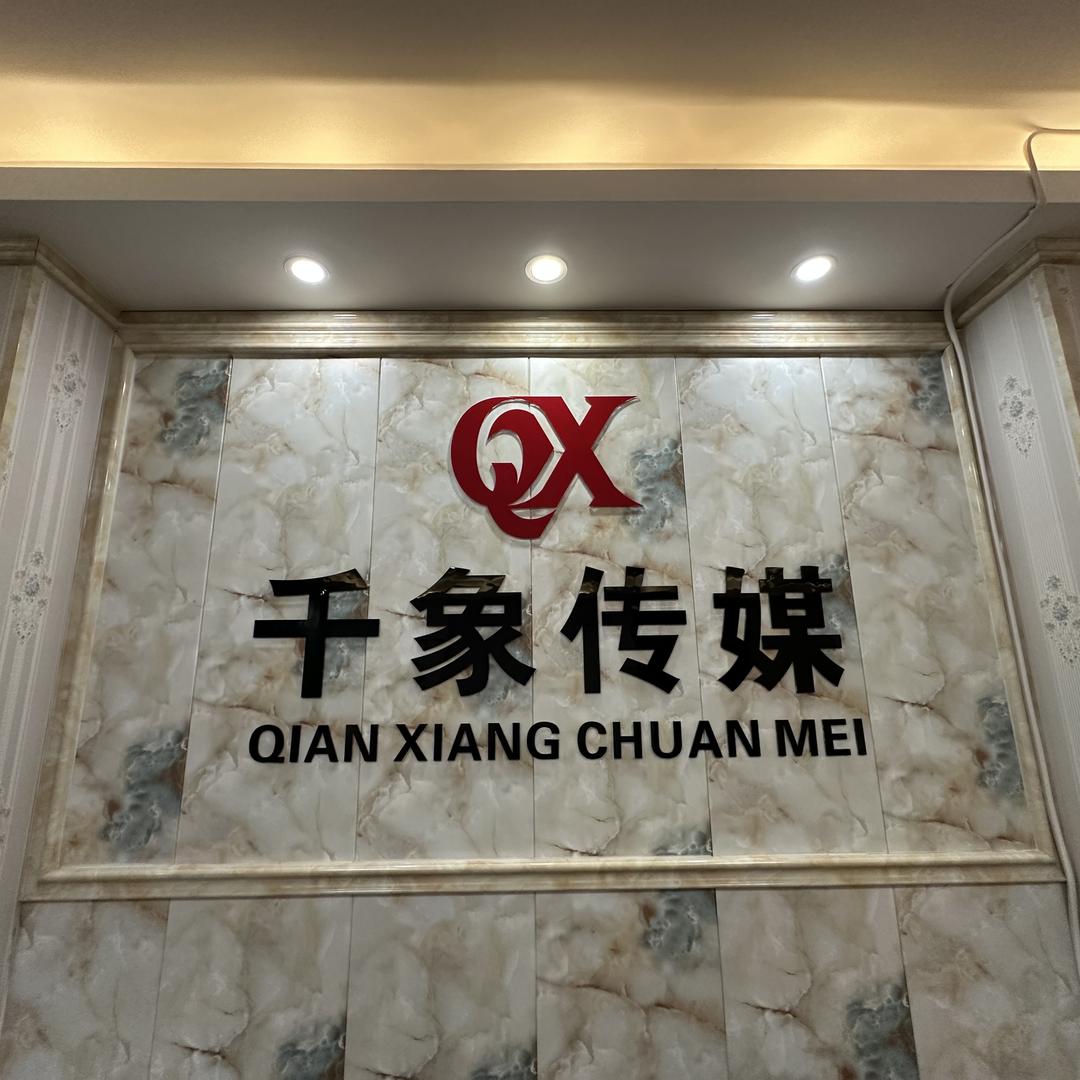 QX
千象传媒
QIAN XIANG CHUAN MEI